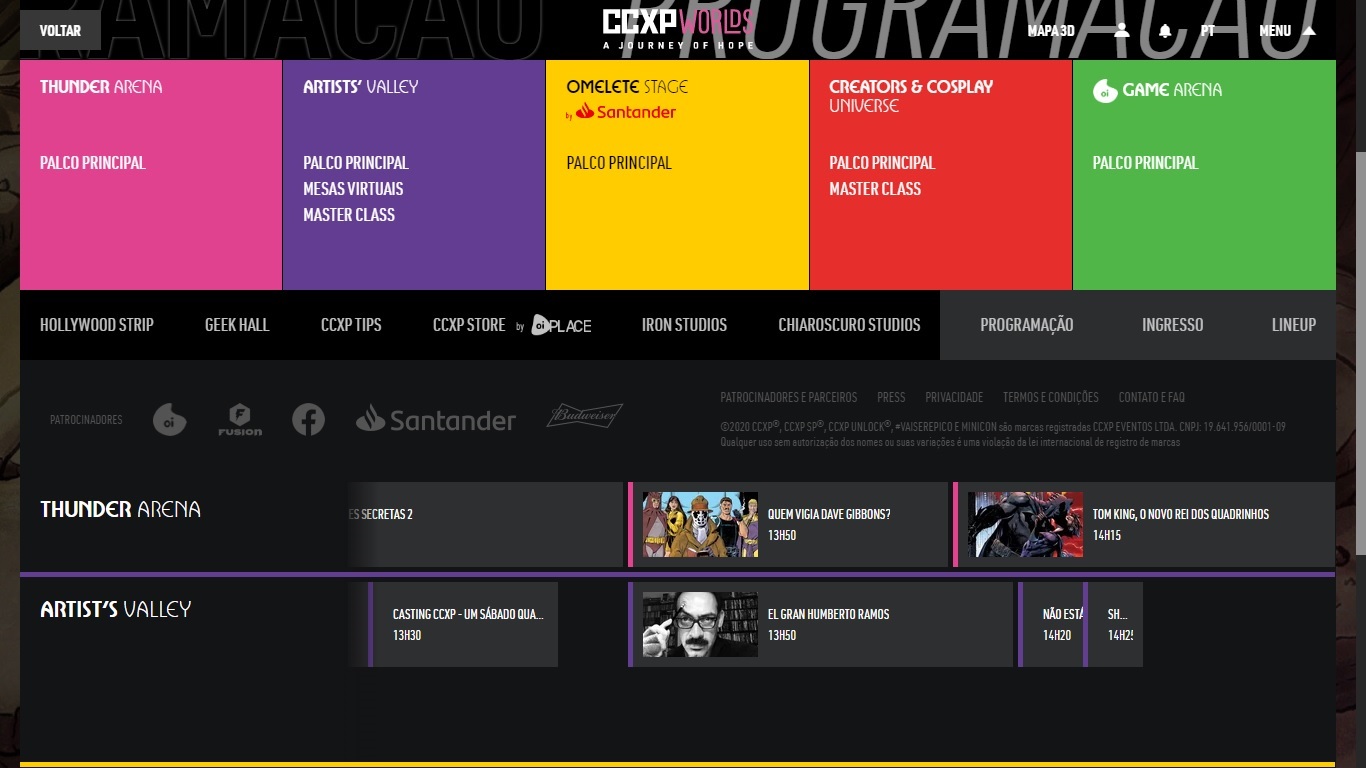 PROGRAMAÇÃO
VOLTAR
CCXP WORLDS
A JOURNEY OF HOPE
MAPA 3D
PT
MENU
THUNDER ARENA
PALCO PRINCIPAL
ARTISTS' VALLEY
PALCO PRINCIPAL
MESAS VIRTUAIS
MASTER CLASS
OMELETE STAGE
by Santander
PALCO PRINCIPAL
CREATORS & COSPLAY
UNIVERSE
PALCO PRINCIPAL
MASTER CLASS
oi GAME ARENA
PALCO PRINCIPAL
HOLLYWOOD STRIP
GEEK HALL
CCXP TIPS
CCXP STORE by oi PLACE
IRON STUDIOS
CHIAROSCURO STUDIOS
PROGRAMAÇÃO
INGRESSO
LINEUP
PATROCINADORES
oi
FUSION
Santander
Budweiser
PATROCINADORES E PARCEIROS PRESS PRIVACIDADE TERMOS E CONDIÇÕES CONTATO E FAQ
©2020 CCXP®, CCXP SP®, CCXP UNLOCK®, #VAISEREPICO E MINICON são marcas registradas CCXP EVENTOS LTDA. CNPJ: 19.641.956/0001-09
Qualquer uso sem autorização dos nomes ou suas variações é uma violação da lei internacional de registro de marcas
THUNDER ARENA
ES SECRETAS 2
QUEM VIGIA DAVE GIBBONS?
13H50
TOM KING, O NOVO REI DOS QUADRINHOS
14H15
ARTIST'S VALLEY
CASTING CCXP - UM SÁBADO QUA...
13H30
EL GRAN HUMBERTO RAMOS
13H50
NÃO ESTÁ
14H20
SH...
14H25